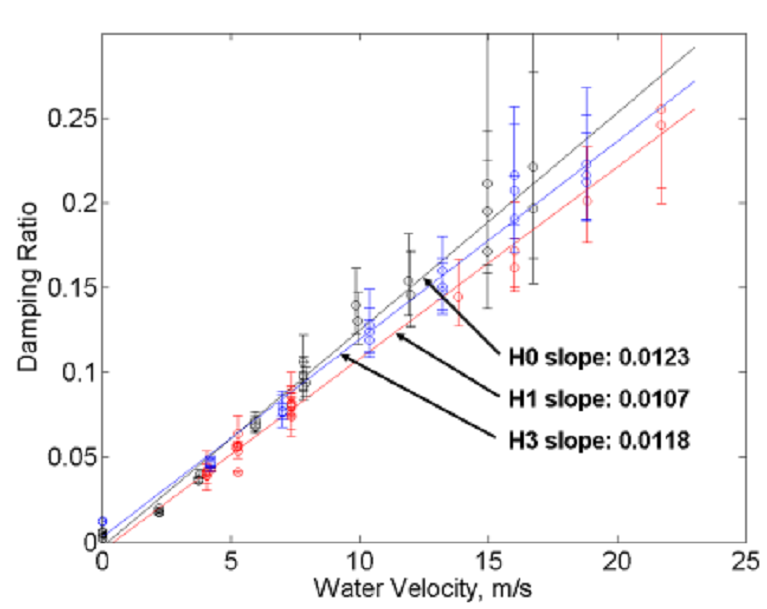 0.25
0.2
0.15
0.1
0.05
0
Damping Ratio
H0 slope: 0.0123
H1 slope: 0.0107
H3 slope: 0.0118
0 5 10 15 20 25
Water Velocity, m/s